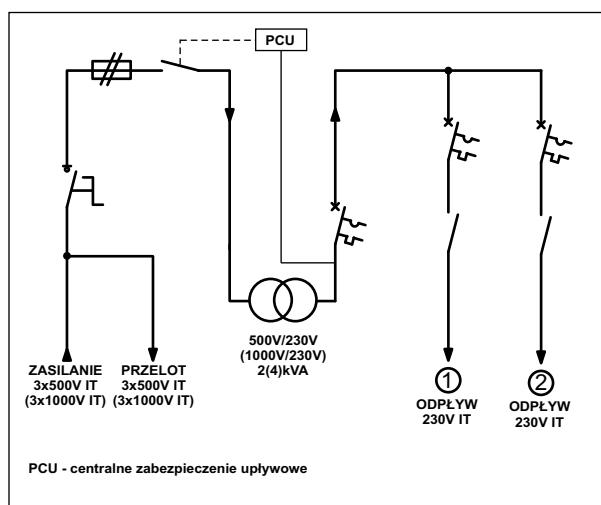 PCU
500V/230V
(1000V/230V)
2(4)kVA
ZASILANIE
3x500V IT
(3x1000V IT)
PRZELOT
3x500V IT
(3x1000V IT)
1
ODPŁYW
230V IT
2
ODPŁYW
230V IT
PCU - centralne zabezpieczenie upływowe